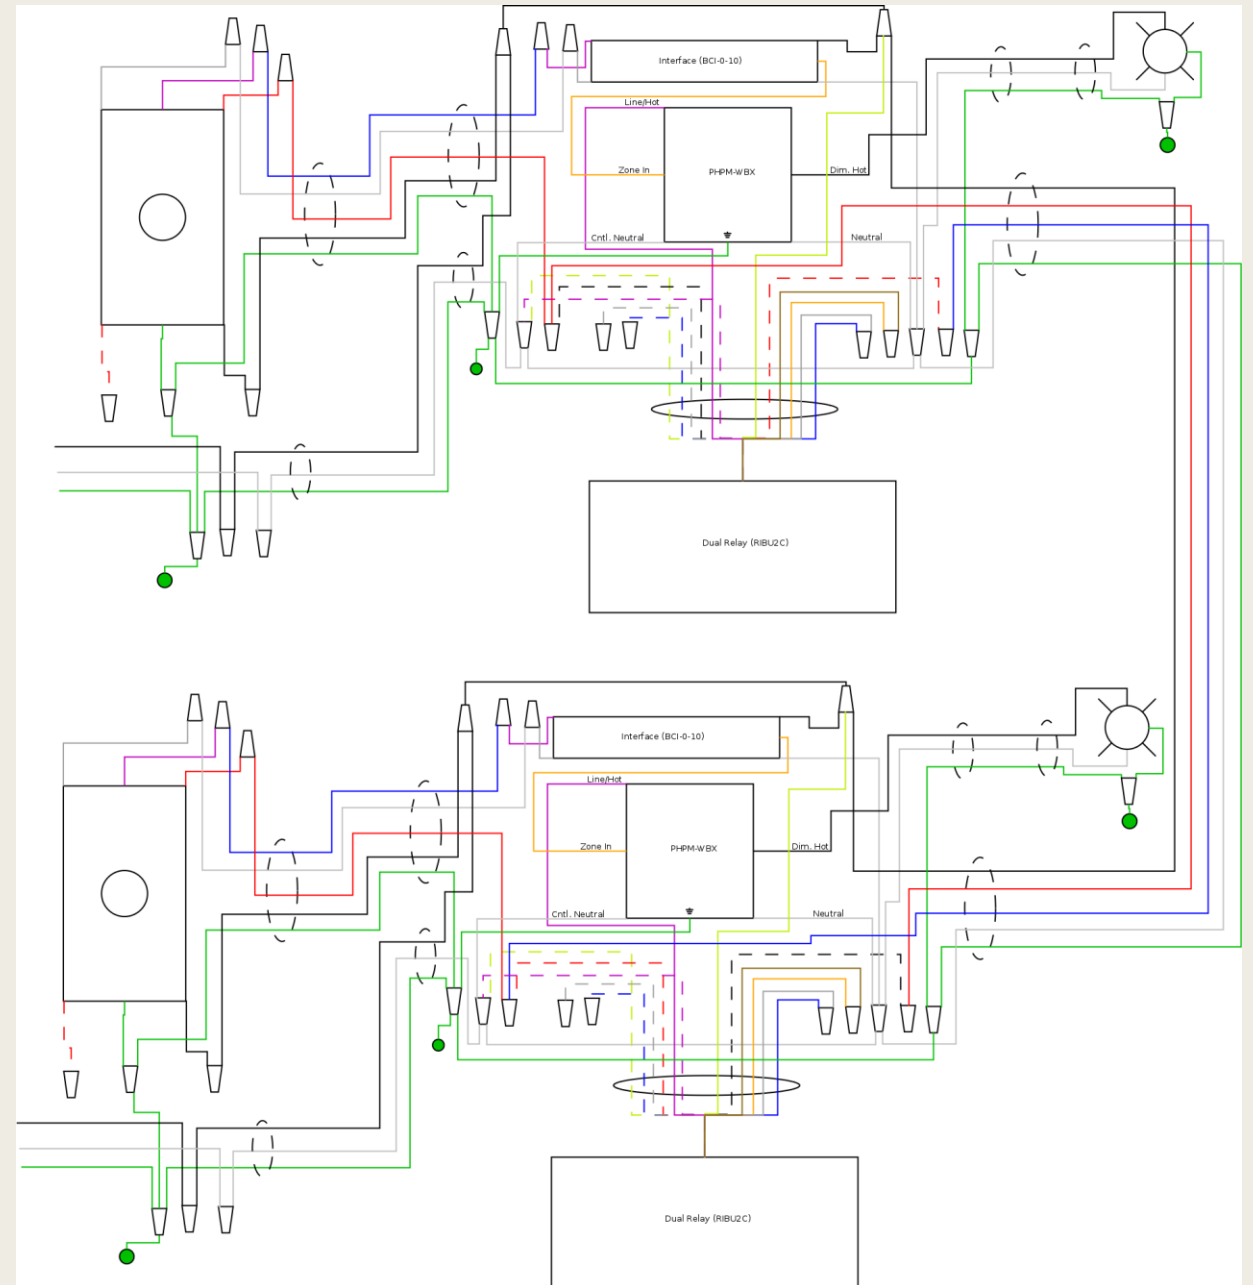 Interface (BCI-0-10)
Line/Hot
Zone In
PHPM-WBX
Dim. Hot
Cntl. Neutral
Neutral
Dual Relay (RIBU2C)
Interface (BCI-0-10)
Line/Hot
Zone In
PHPM-WBX
Dim. Hot
Cntl. Neutral
Neutral
Dual Relay (RIBU2C)